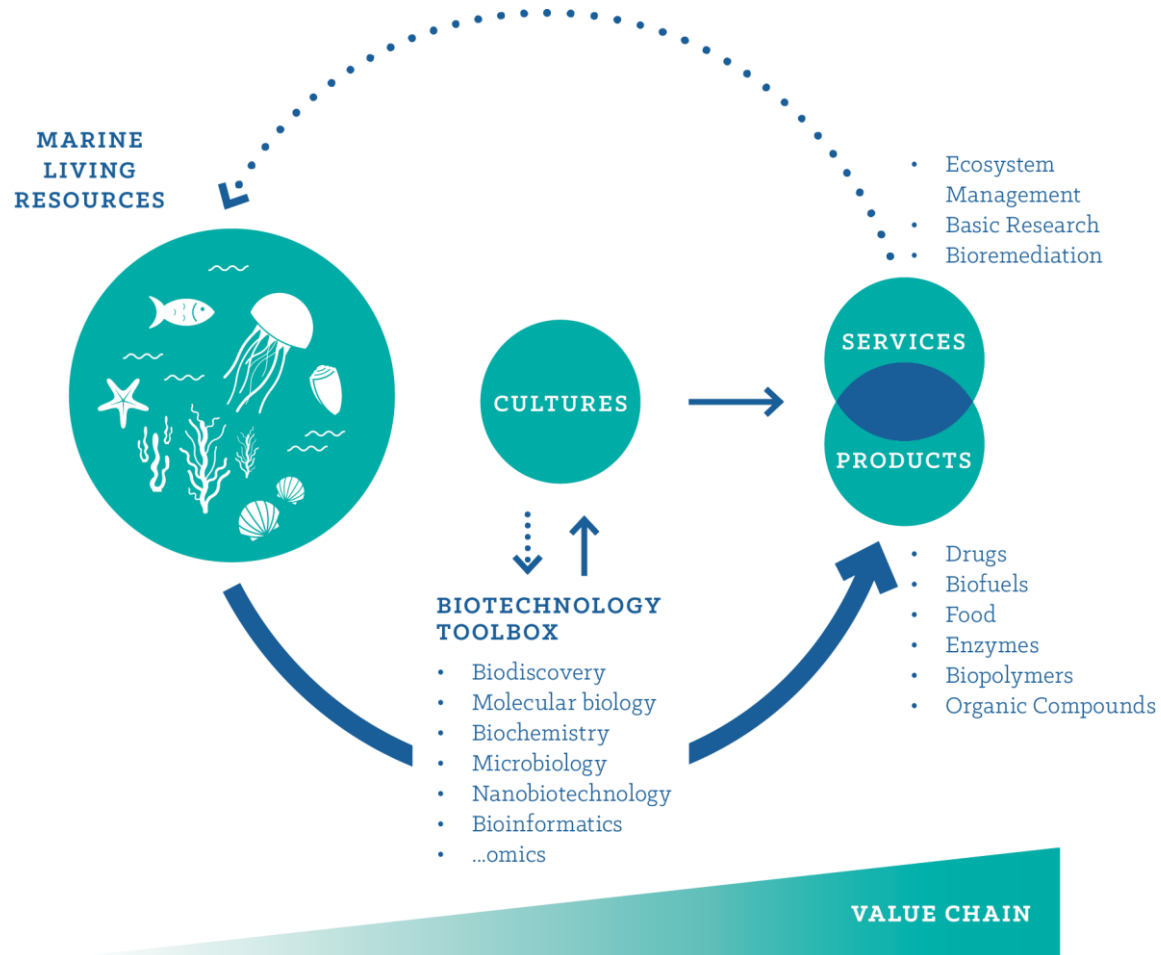 MARINE
LIVING
RESOURCES
• Ecosystem
Management
• Basic Research
• Bioremediation
SERVICES
CULTURES
PRODUCTS
BIOTECHNOLOGY
TOOLBOX
• Biodiscovery
• Molecular biology
• Biochemistry
• Microbiology
• Nanobiotechnology
• Bioinformatics
• ...omics
• Drugs
• Biofuels
• Food
• Enzymes
• Biopolymers
• Organic Compounds
VALUE CHAIN